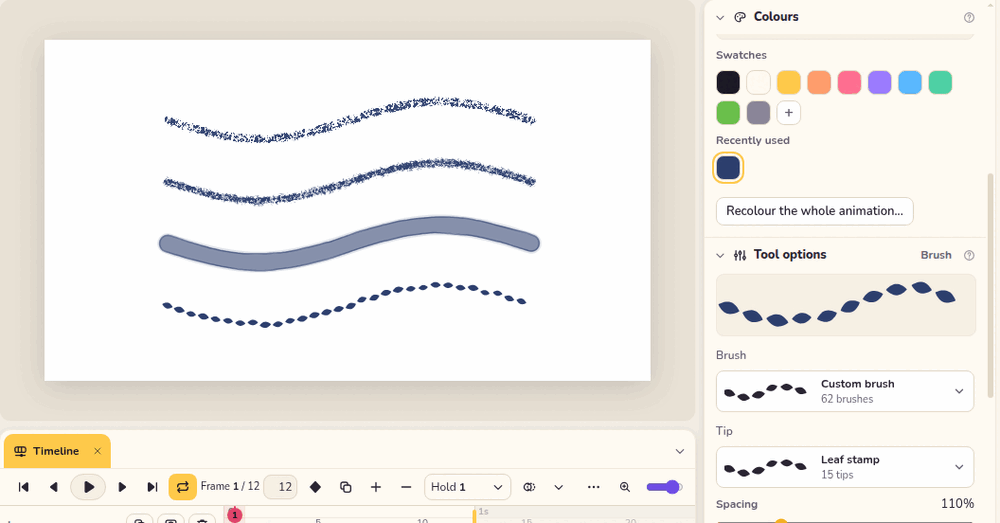 Colours
Swatches
+
Recently used
Recolour the whole animation...
Tool options
Brush
Brush
Custom brush
62 brushes
Tip
Leaf stamp
15 tips
Spacing
110%
Timeline
Frame 1 / 12
12
Hold 1
1
5
10
1s
15
20